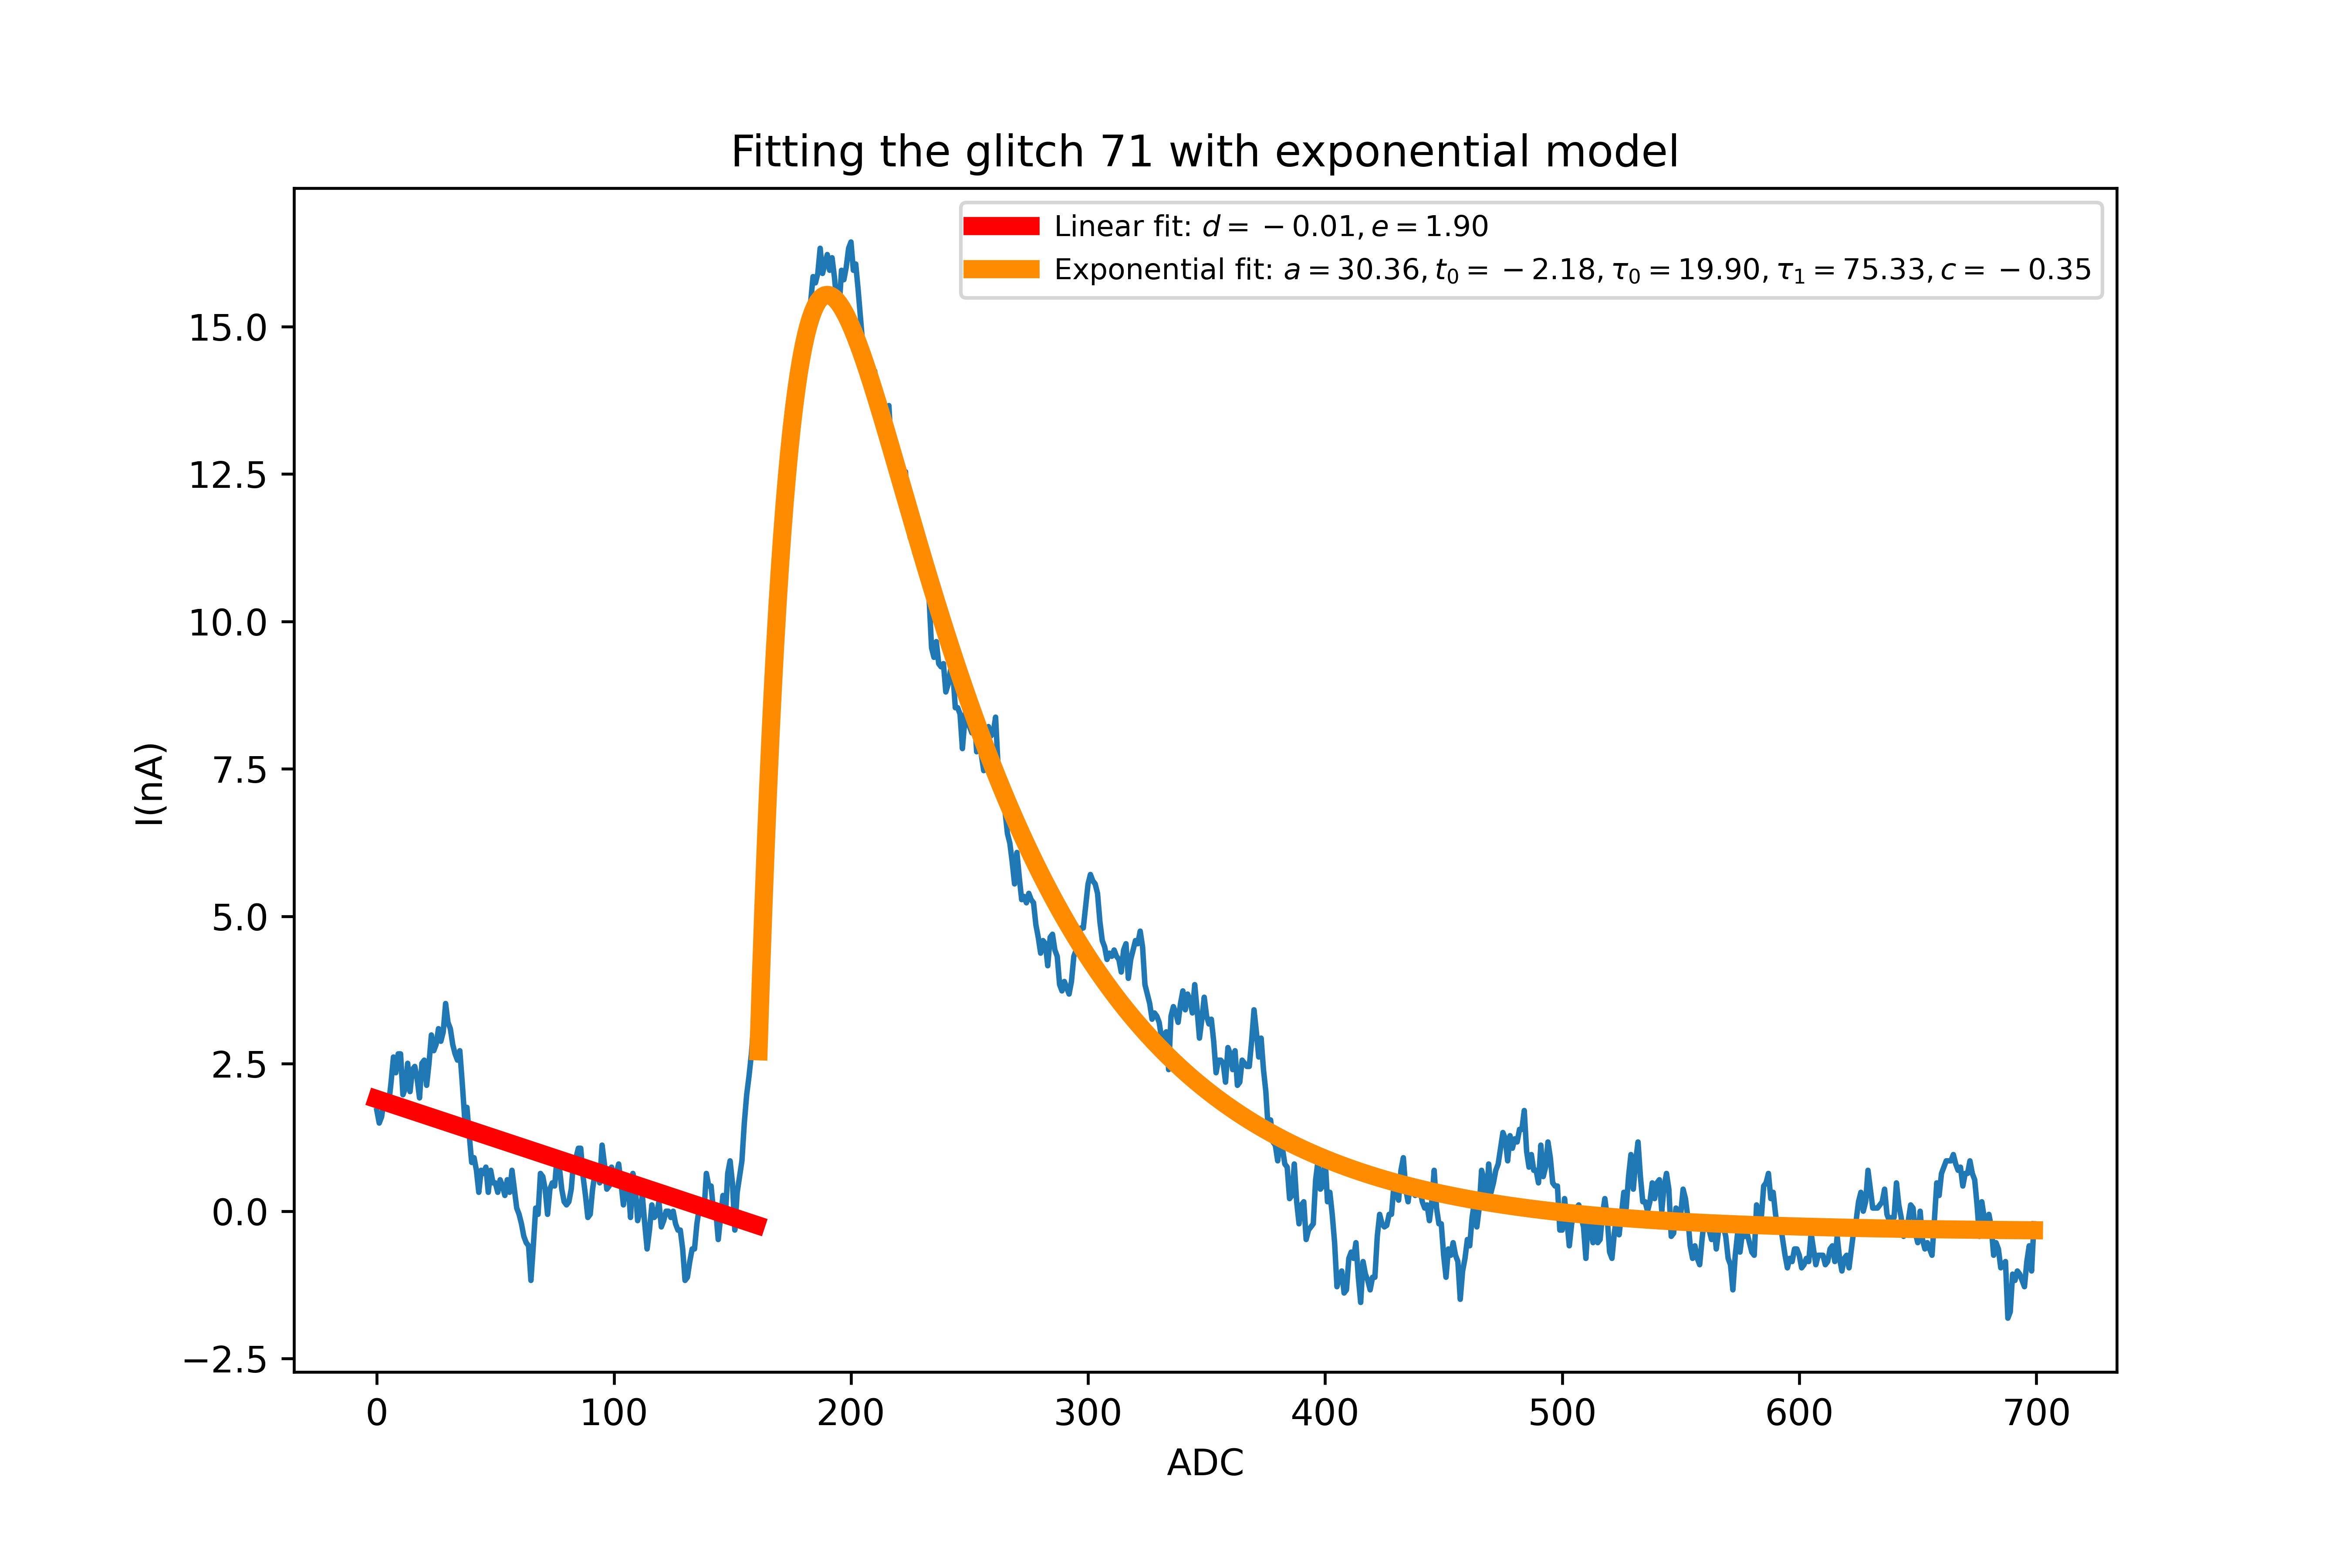 Fitting the glitch 71 with exponential model
Linear fit: d = −0.01, e = 1.90
Exponential fit: a = 30.36, t₀ = −2.18, τ₀ = 19.90, τ₁ = 75.33, c = −0.35
15.0
12.5
10.0
7.5
5.0
2.5
0.0
−2.5
I(nA)
0 100 200 300 400 500 600 700
ADC